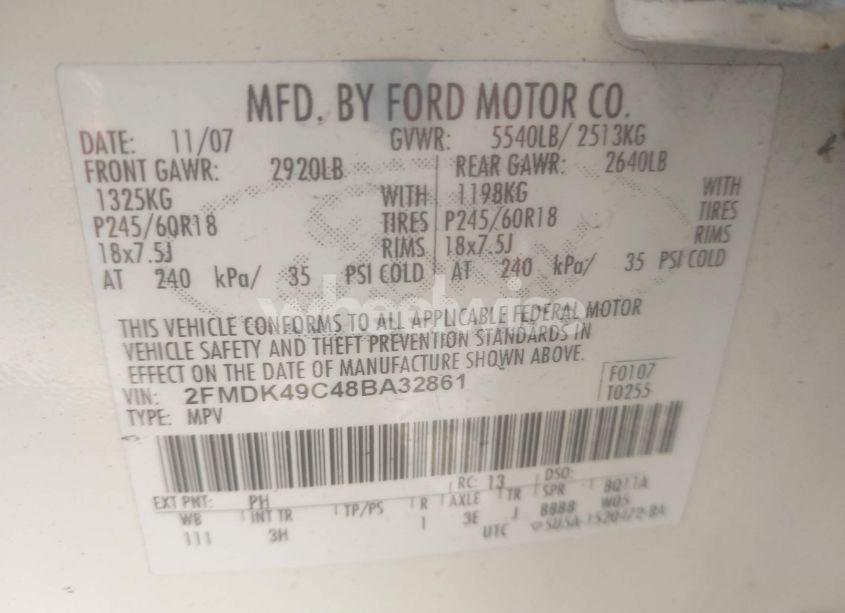 MFD. BY FORD MOTOR CO.
DATE: 11/07 GVWR: 5540LB/ 2513KG
FRONT GAWR: 2920LB REAR GAWR: 2640LB
1325KG WITH 1198KG WITH
P245/60R18 TIRES P245/60R18 TIRES
18x7.5J RIMS 18x7.5J RIMS
AT 240 kPa/ 35 PSI COLD AT 240 kPa/ 35 PSI COLD
THIS VEHICLE CONFORMS TO ALL APPLICABLE FEDERAL MOTOR
VEHICLE SAFETY AND THEFT PREVENTION STANDARDS IN
EFFECT ON THE DATE OF MANUFACTURE SHOWN ABOVE.
VIN: 2FMDK49C48BA32861 F0107
TYPE: MPV T0255
EXT PNT: PH RC: 13 DSO:
WB INT TR TP/PS R AXLE TR SPR BQ11A
111 3H 1 3E J 8888 W05
UTC